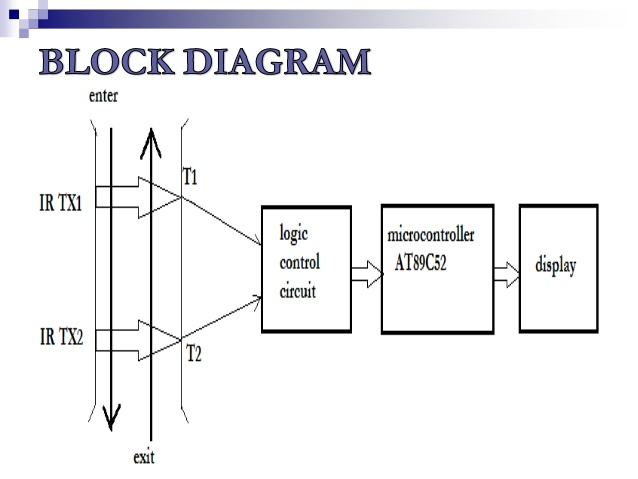 BLOCK DIAGRAM
enter
T1
IR TX1
logic
control
circuit
microcontroller
AT89C52
display
IR TX2
T2
exit